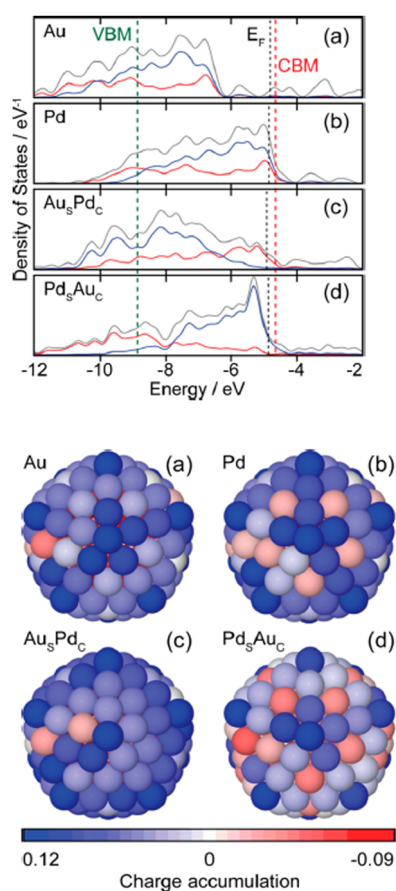 Au
VBM
E_F
CBM
(a)
Pd
(b)
Au_SPd_C
(c)
Pd_SAu_C
(d)
Density of States / eV⁻¹
-12 -10 -8 -6 -4 -2
Energy / eV
Au (a)
Pd (b)
Au_SPd_C (c)
Pd_SAu_C (d)
0.12 0 -0.09
Charge accumulation